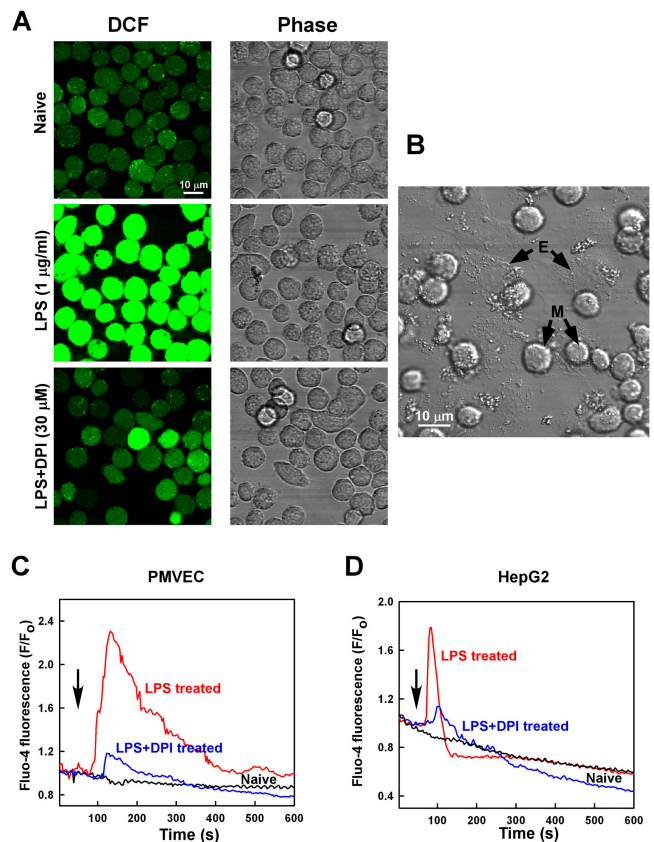 A
DCF
Phase
Naive
10 µm
LPS (1 µg/ml)
LPS+DPI (30 µM)
B
E
M
10 µm
C
PMVEC
Fluo-4 fluorescence (F/Fo)
2.4
2.0
1.6
1.2
0.8
LPS treated
LPS+DPI treated
Naive
100 200 300 400 500 600
Time (s)
D
HepG2
Fluo-4 fluorescence (F/Fo)
2.0
1.6
1.2
0.8
0.4
LPS treated
LPS+DPI treated
Naive
100 200 300 400 500 600
Time (s)